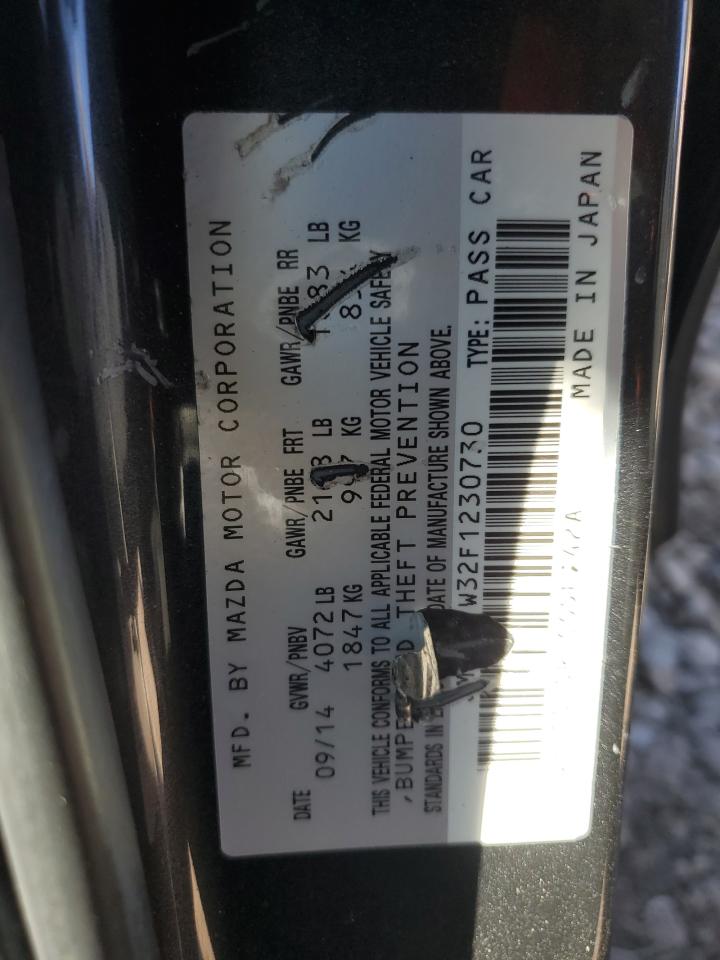 MFD. BY MAZDA MOTOR CORPORATION
DATE GVWR/PNBV GAWR/PNBE FRT GAWR/PNBE RR
09/14 4072 LB LB LB
1847 KG KG KG
THIS VEHICLE CONFORMS TO ALL APPLICABLE FEDERAL MOTOR VEHICLE SAFETY
, THEFT PREVENTION
STANDARDS IN DATE OF MANUFACTURE SHOWN ABOVE.
W32F1230730 TYPE: PASS CAR
MADE IN JAPAN